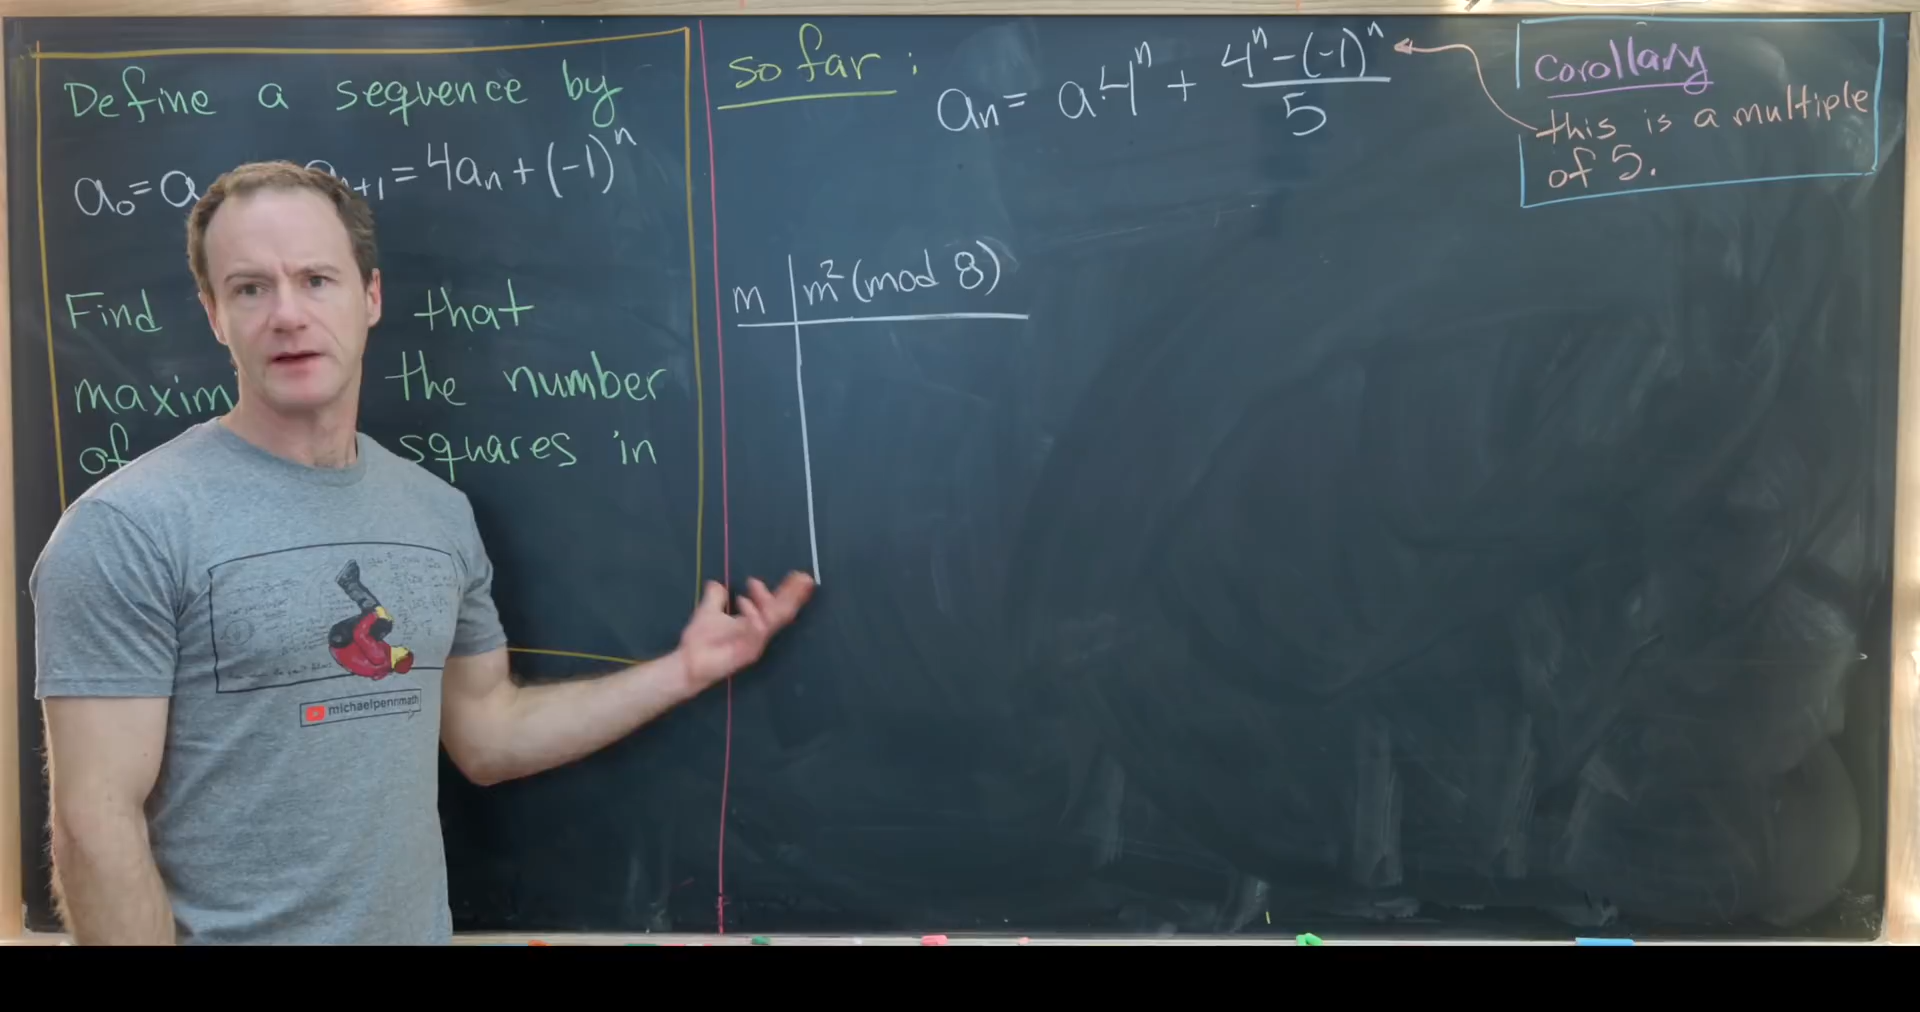 Define a sequence by
a₀ = a +1 = 4aₙ + (-1)ⁿ
Find that
maxim the number
of squares in
so far :
aₙ = a·4ⁿ + (4ⁿ - (-1)ⁿ)/5
Corollary
this is a multiple
of 5.
m m² (mod 8)
michaelpennmath